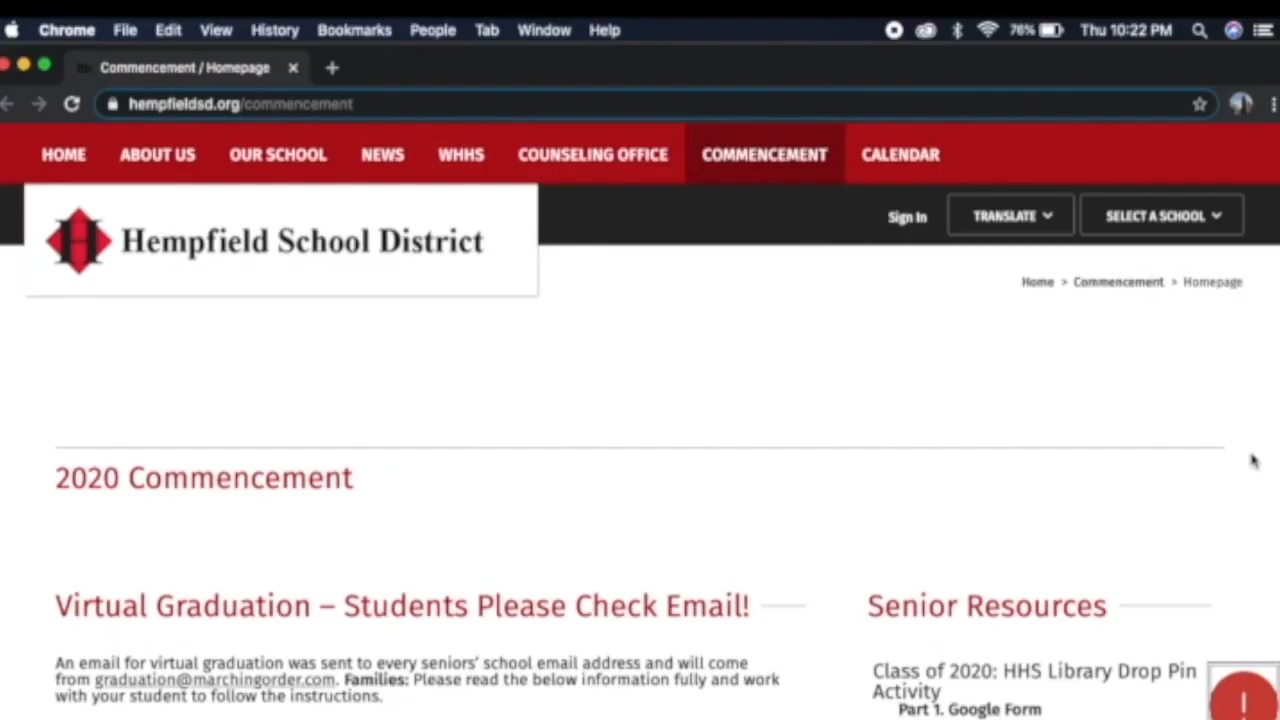 Chrome File Edit View History Bookmarks People Tab Window Help 76% Thu 10:22 PM
Commencement / Homepage
hempfieldsd.org/commencement
HOME ABOUT US OUR SCHOOL NEWS WHHS COUNSELING OFFICE COMMENCEMENT CALENDAR
Sign In TRANSLATE SELECT A SCHOOL
H Hempfield School District
Home > Commencement > Homepage
2020 Commencement
Virtual Graduation – Students Please Check Email!
An email for virtual graduation was sent to every seniors' school email address and will come
from graduation@marchingorder.com. Families: Please read the below information fully and work
with your student to follow the instructions.
Senior Resources
Class of 2020: HHS Library Drop Pin
Activity
Part 1. Google Form
!